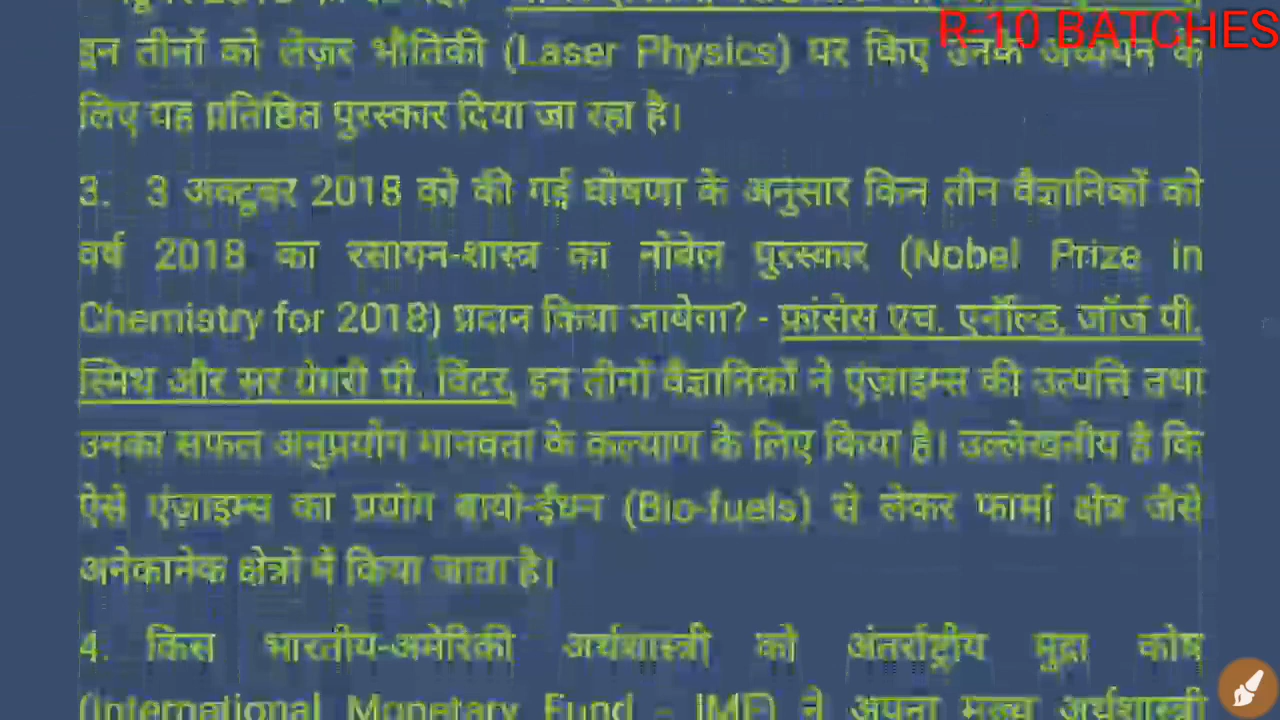 R-10 BATCHES
इन तीनों को लेज़र भौतिकी (Laser Physics) पर किए उनके अध्ययन के
लिए यह प्रतिष्ठित पुरस्कार दिया जा रहा है।
3. 3 अक्टूबर 2018 को की गई घोषणा के अनुसार किन तीन वैज्ञानिकों को
वर्ष 2018 का रसायन-शास्त्र का नोबेल पुरस्कार (Nobel Prize in
Chemistry for 2018) प्रदान किया जायेगा? - फ्रांसेस एच. एर्नॉल्ड, जॉर्ज पी.
स्मिथ और सर ग्रेगरी पी. विंटर, इन तीनों वैज्ञानिकों ने एंज़ाइम्स की उत्पत्ति तथा
उनका सफल अनुप्रयोग मानवता के कल्याण के लिए किया है। उल्लेखनीय है कि
ऐसे एंज़ाइम्स का प्रयोग बायो-ईंधन (Bio-fuels) से लेकर फार्मा क्षेत्र जैसे
अनेकानेक क्षेत्रों में किया जाता है।
4. किस भारतीय-अमेरिकी अर्थशास्त्री को अंतर्राष्ट्रीय मुद्रा कोष
(International Monetary Fund - IMF) ने अपना मुख्य अर्थशास्त्री